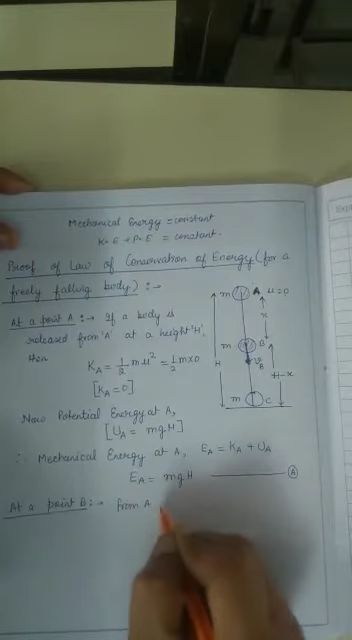 Mechanical Energy = constant
K.E + P.E = constant.
Proof of Law of Conservation of Energy (for a
freely falling body) :→
At a point A :→ If a body is
released from 'A' at a height 'H'.
then
K_A = 1/2 mu² = 1/2 m×0
[K_A = 0]
Now Potential Energy at A,
[U_A = mgH]
∴ Mechanical Energy at A, E_A = K_A + U_A
E_A = mgH —— (A)
At a point B :→ from A
m A u=0
x
m B
H v_B
H-x
m C